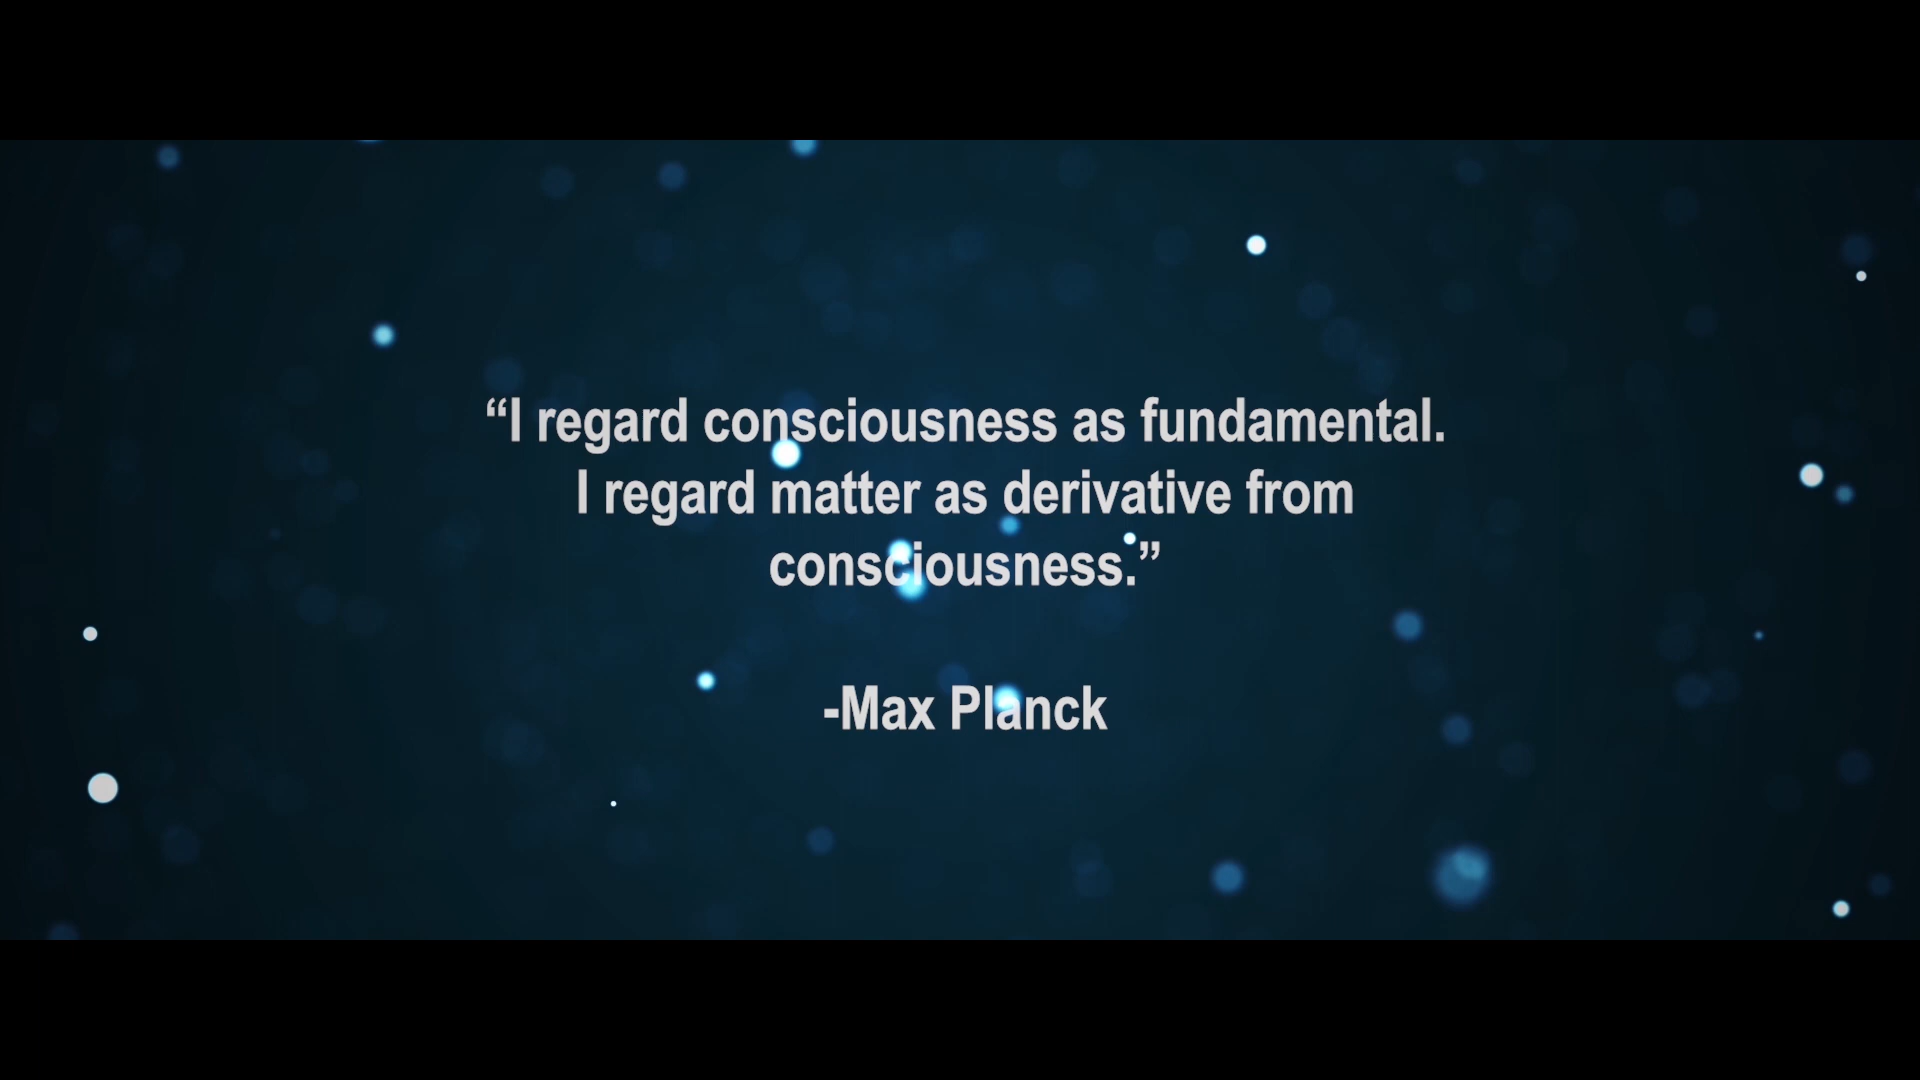 “I regard consciousness as fundamental.
I regard matter as derivative from
consciousness.”
-Max Planck